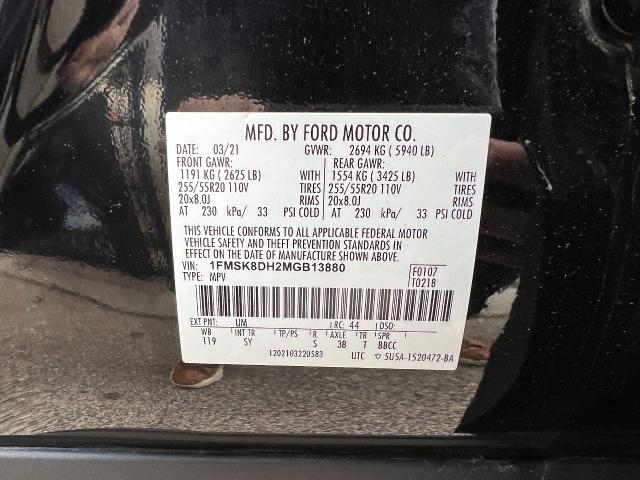 MFD. BY FORD MOTOR CO.
DATE: 03/21 GVWR: 2694 KG ( 5940 LB)
FRONT GAWR: REAR GAWR:
1191 KG ( 2625 LB) WITH 1554 KG ( 3425 LB) WITH
255/55R20 110V TIRES 255/55R20 110V TIRES
20x8.0J RIMS 20x8.0J RIMS
AT 230 kPa/ 33 PSI COLD AT 230 kPa/ 33 PSI COLD
THIS VEHICLE CONFORMS TO ALL APPLICABLE FEDERAL MOTOR
VEHICLE SAFETY AND THEFT PREVENTION STANDARDS IN
EFFECT ON THE DATE OF MANUFACTURE SHOWN ABOVE.
VIN: 1FMSK8DH2MGB13880 F0107
TYPE: MPV T0218
EXT PNT: UM RC: 44 DSO:
WB INT TR TP/PS R AXLE TR SPR
119 SY S 3B T BBCC
1202103220583 UTC 5U5A-1520472-BA